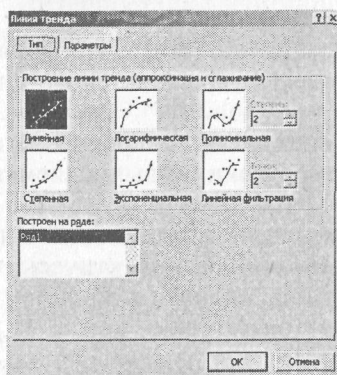 Линия тренда
Тип Параметры
Построение линии тренда (аппроксимация и сглаживание)
Степень:
2
Линейная Логарифмическая Полиномиальная
Точки:
2
Степенная Экспоненциальная Линейная фильтрация
Построен на ряде:
Ряд1
OK Отмена